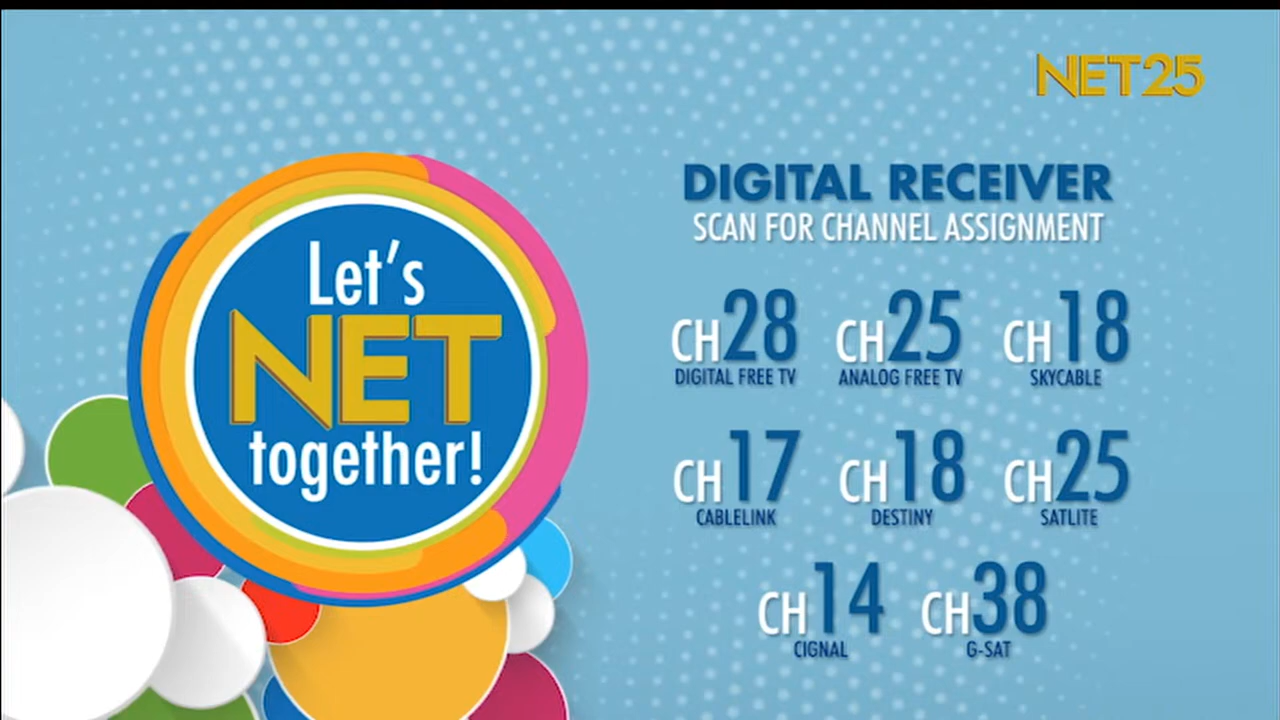 NET25
Let's
NET
together!
DIGITAL RECEIVER
SCAN FOR CHANNEL ASSIGNMENT
CH28 CH25 CH18
DIGITAL FREE TV ANALOG FREE TV SKYCABLE
CH17 CH18 CH25
CABLELINK DESTINY SATLITE
CH14 CH38
CIGNAL G-SAT